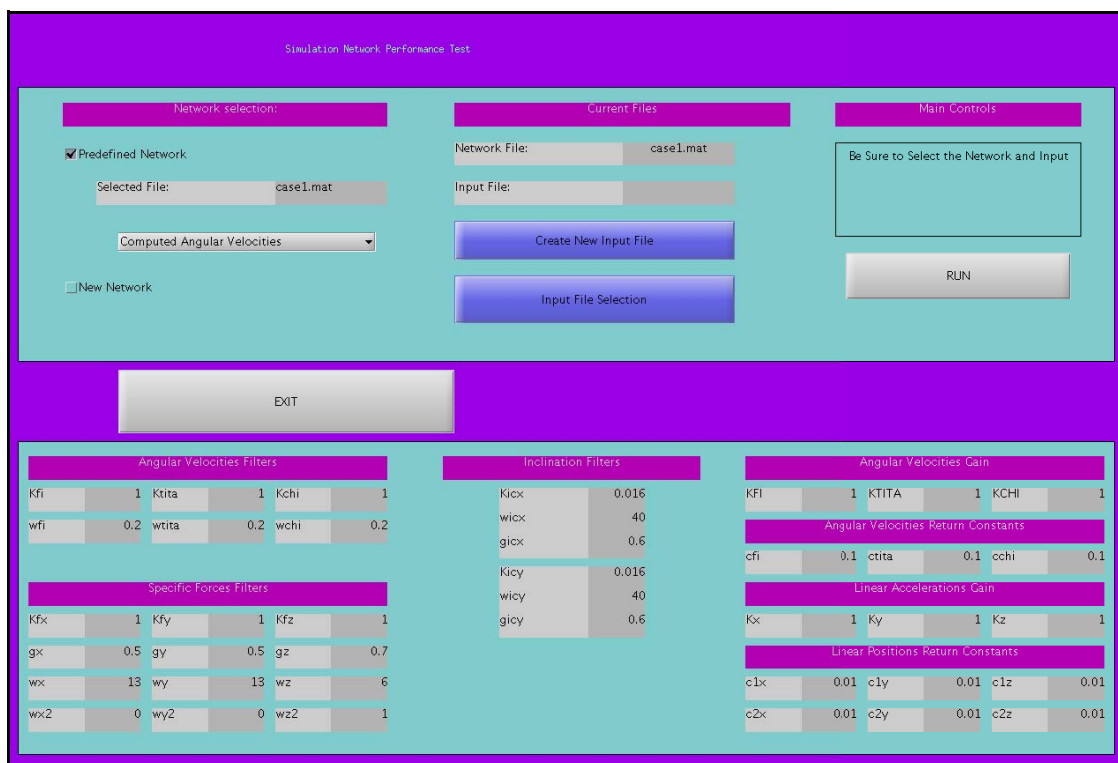 Simulation Network Performance Test
Network selection:
Predefined Network
Selected File: case1.mat
Computed Angular Velocities
New Network
Current Files
Network File: case1.mat
Input File:
Create New Input File
Input File Selection
Main Controls
Be Sure to Select the Network and Input
RUN
EXIT
Angular Velocities Filters
Kfi 1 Ktita 1 Kchi 1
wfi 0.2 wtita 0.2 wchi 0.2
Specific Forces Filters
Kfx 1 Kfy 1 Kfz 1
gx 0.5 gy 0.5 gz 0.7
wx 13 wy 13 wz 6
wx2 0 wy2 0 wz2 1
Inclination Filters
Kicx 0.016
wicx 40
gicx 0.6
Kicy 0.016
wicy 40
gicy 0.6
Angular Velocities Gain
KFI 1 KTITA 1 KCHI 1
Angular Velocities Return Constants
cfi 0.1 ctita 0.1 cchi 0.1
Linear Accelerations Gain
Kx 1 Ky 1 Kz 1
Linear Positions Return Constants
c1x 0.01 c1y 0.01 c1z 0.01
c2x 0.01 c2y 0.01 c2z 0.01